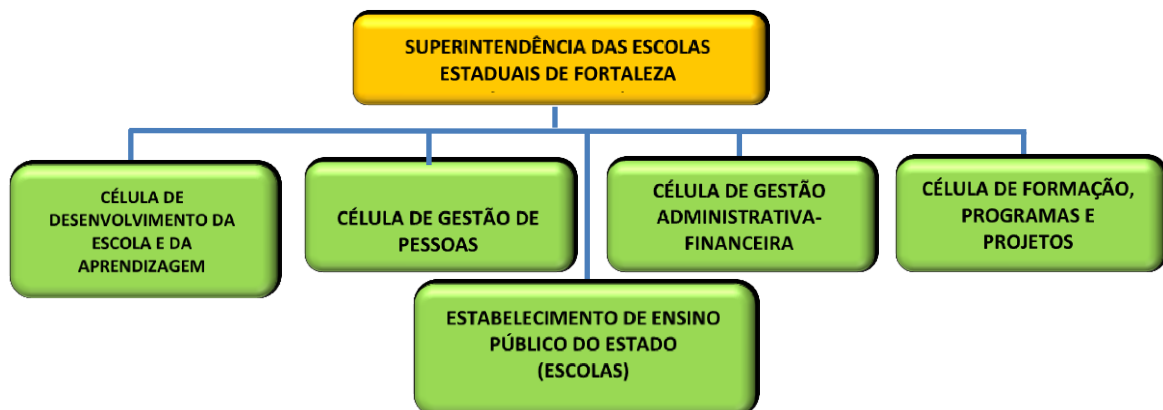 SUPERINTENDÊNCIA DAS ESCOLAS
ESTADUAIS DE FORTALEZA
CÉLULA DE
DESENVOLVIMENTO DA
ESCOLA E DA
APRENDIZAGEM
CÉLULA DE GESTÃO DE
PESSOAS
CÉLULA DE GESTÃO
ADMINISTRATIVA-
FINANCEIRA
CÉLULA DE FORMAÇÃO,
PROGRAMAS E
PROJETOS
ESTABELECIMENTO DE ENSINO
PÚBLICO DO ESTADO
(ESCOLAS)